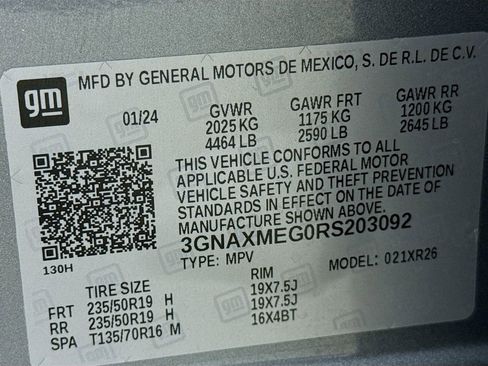 gm
MFD BY GENERAL MOTORS DE MEXICO, S. DE R.L. DE C.V.
01/24
GVWR GAWR FRT GAWR RR
2025 KG 1175 KG 1200 KG
4464 LB 2590 LB 2645 LB
THIS VEHICLE CONFORMS TO ALL
APPLICABLE U.S. FEDERAL MOTOR
VEHICLE SAFETY AND THEFT PREVENTION
STANDARDS IN EFFECT ON THE DATE OF
MANUFACTURE SHOWN ABOVE.
3GNAXMEG0RS203092
130H
TYPE: MPV MODEL: 021XR26
TIRE SIZE RIM
FRT 235/50R19 H 19X7.5J
RR 235/50R19 H 19X7.5J
SPA T135/70R16 M 16X4BT